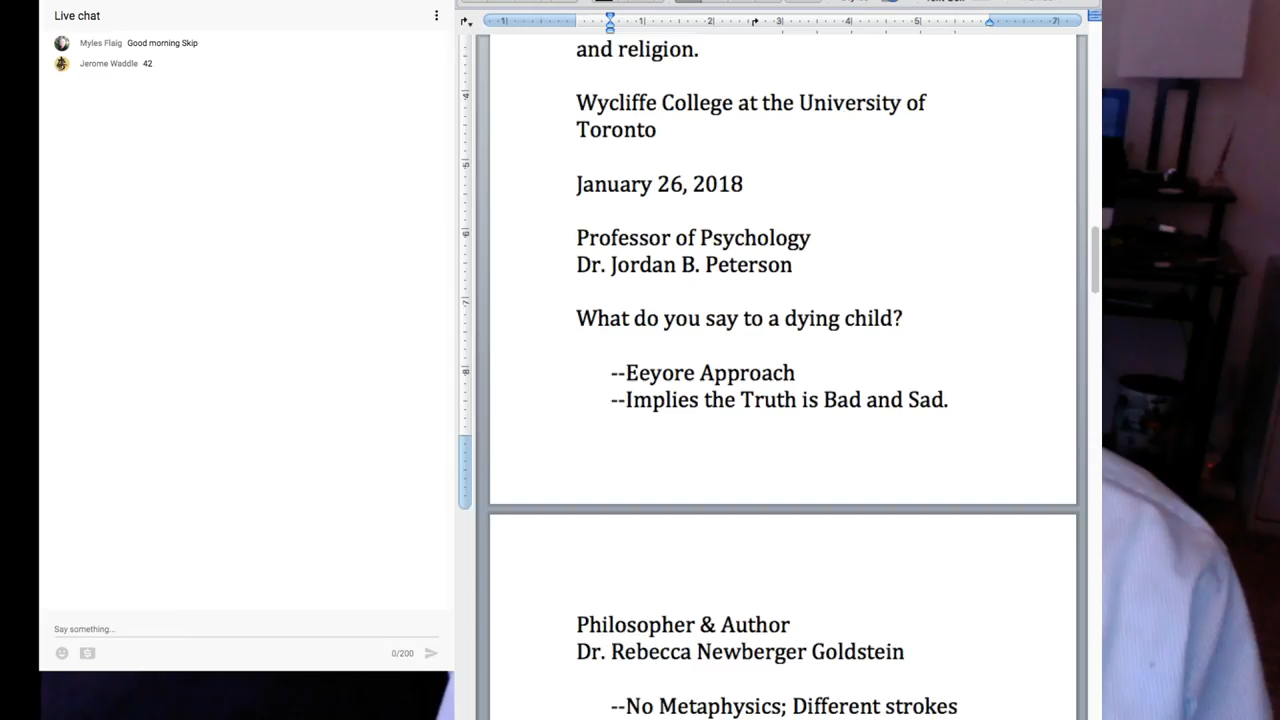 Live chat
Myles Flaig Good morning Skip
Jerome Waddle 42
Say something...
0/200
and religion.
Wycliffe College at the University of
Toronto
January 26, 2018
Professor of Psychology
Dr. Jordan B. Peterson
What do you say to a dying child?
--Eeyore Approach
--Implies the Truth is Bad and Sad.
Philosopher & Author
Dr. Rebecca Newberger Goldstein
--No Metaphysics; Different strokes